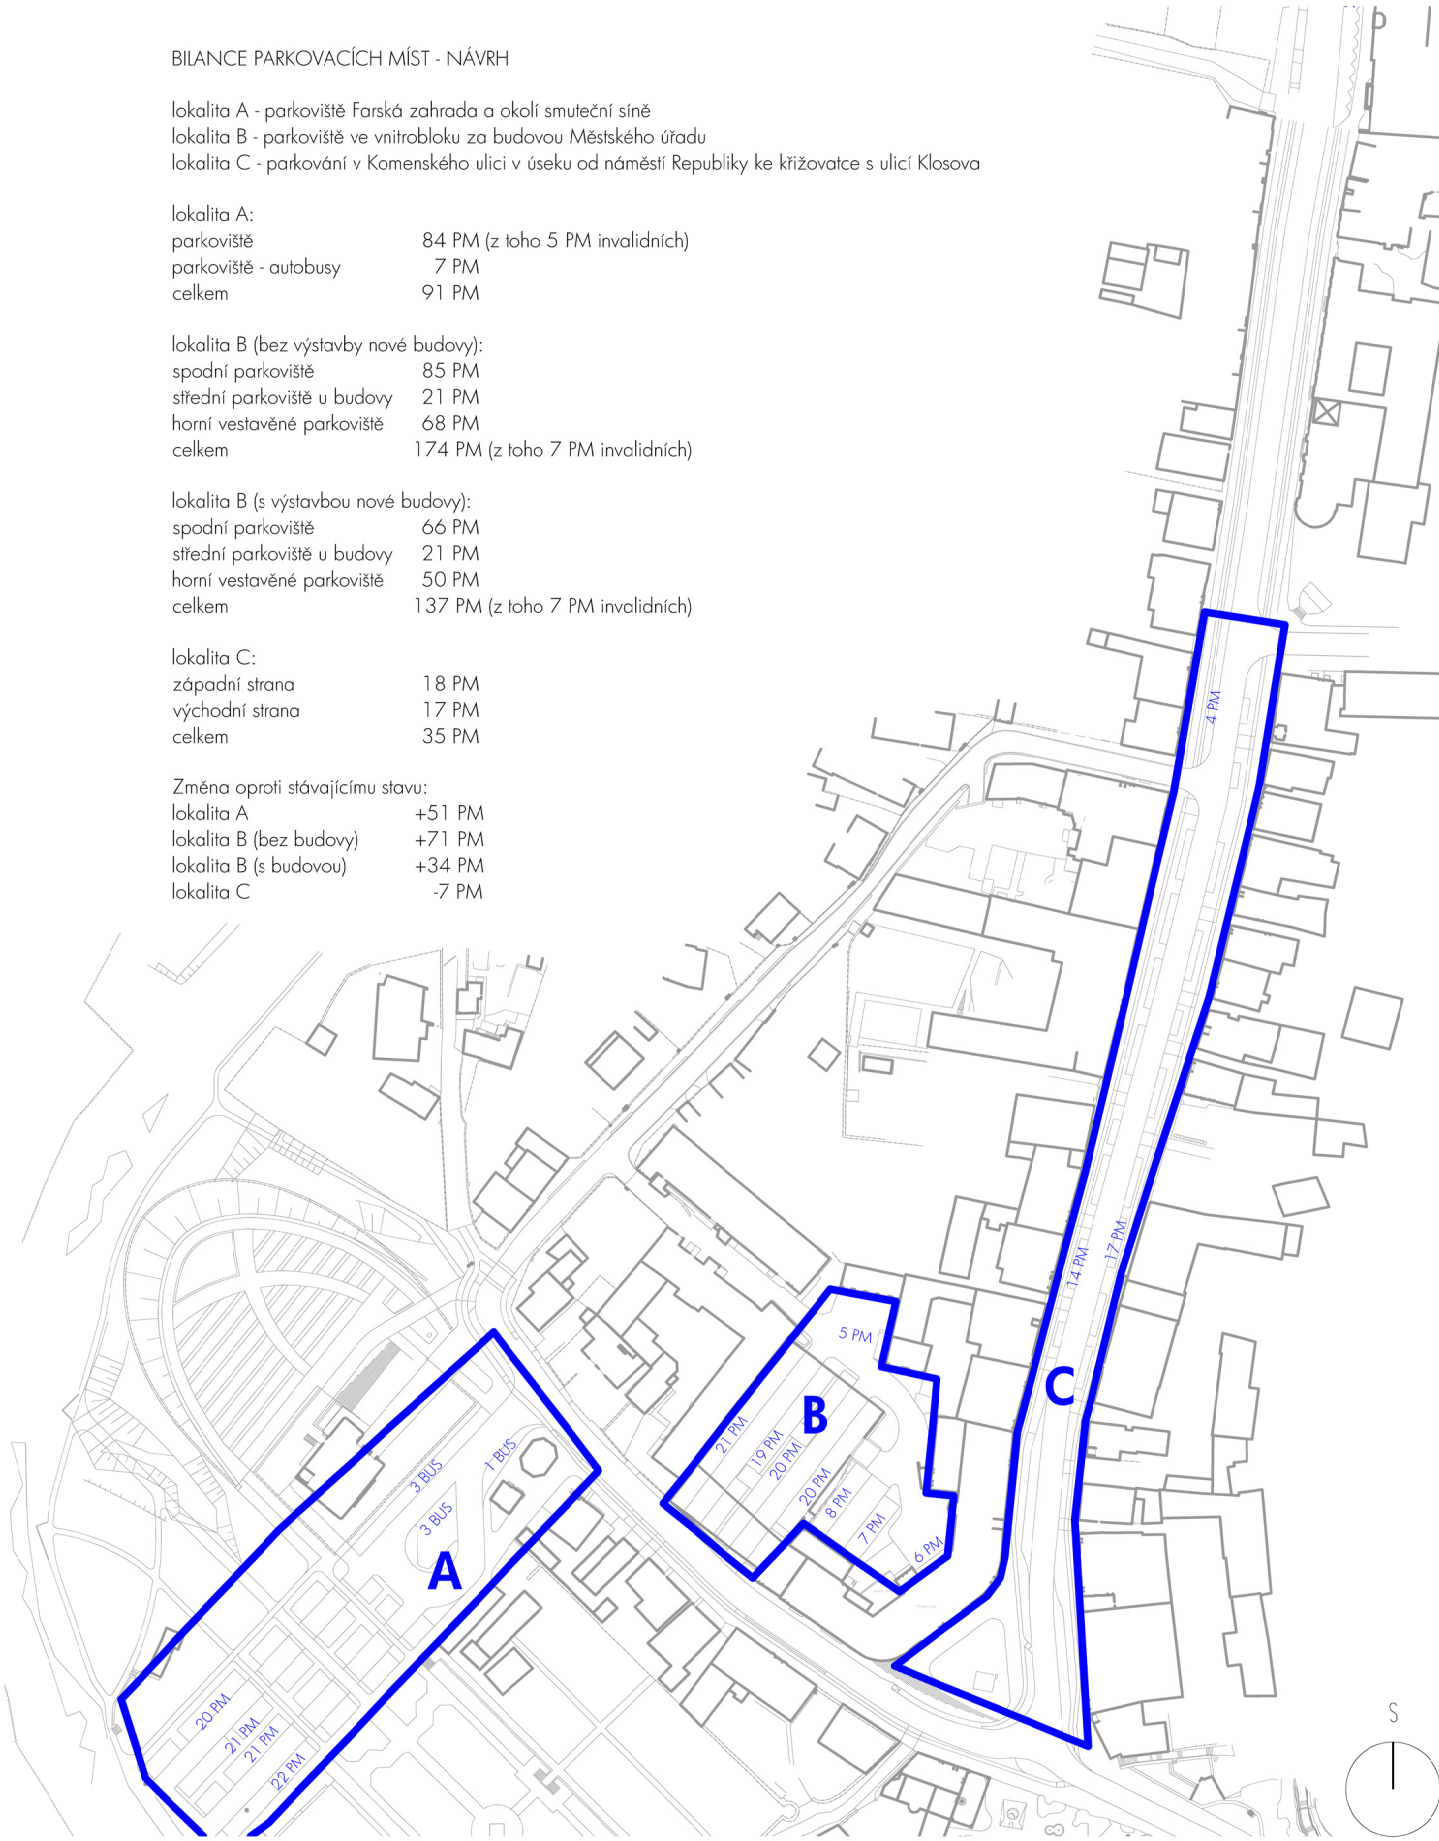 BILANCE PARKOVACÍCH MÍST - NÁVRH
lokalita A - parkoviště Farská zahrada a okolí smuteční síně
lokalita B - parkoviště ve vnitrobloku za budovou Městského úřadu
lokalita C - parkování v Komenského ulici v úseku od náměstí Republiky ke křižovatce s ulicí Klosova
lokalita A:
parkoviště 84 PM (z toho 5 PM invalidních)
parkoviště - autobusy 7 PM
celkem 91 PM
lokalita B (bez výstavby nové budovy):
spodní parkoviště 85 PM
střední parkoviště u budovy 21 PM
horní vestavěné parkoviště 68 PM
celkem 174 PM (z toho 7 PM invalidních)
lokalita B (s výstavbou nové budovy):
spodní parkoviště 66 PM
střední parkoviště u budovy 21 PM
horní vestavěné parkoviště 50 PM
celkem 137 PM (z toho 7 PM invalidních)
lokalita C:
západní strana 18 PM
východní strana 17 PM
celkem 35 PM
Změna oproti stávajícímu stavu:
lokalita A +51 PM
lokalita B (bez budovy) +71 PM
lokalita B (s budovou) +34 PM
lokalita C -7 PM
4 PM
14 PM
17 PM
C
5 PM
B
21 PM
19 PM
20 PM
20 PM
8 PM
7 PM
6 PM
3 BUS
1 BUS
3 BUS
A
20 PM
21 PM
21 PM
22 PM
S